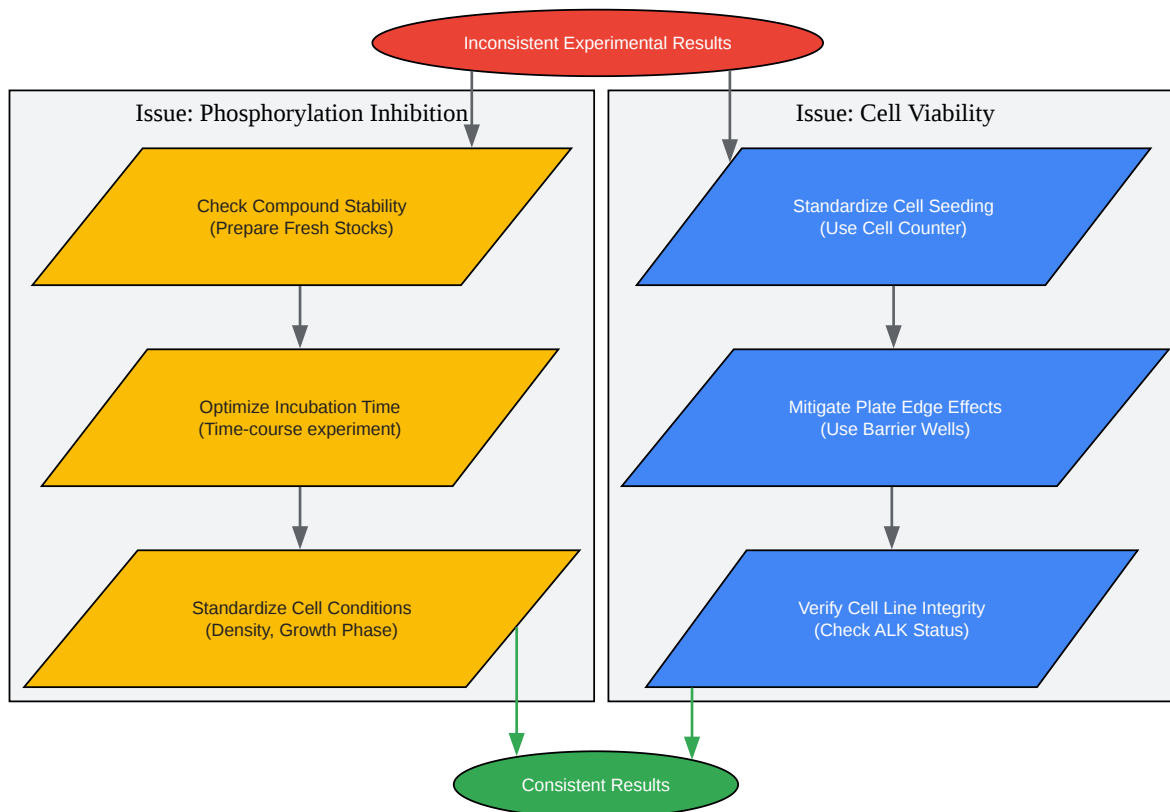 Inconsistent Experimental Results
Issue: Phosphorylation Inhibition
Check Compound Stability
(Prepare Fresh Stocks)
Optimize Incubation Time
(Time-course experiment)
Standardize Cell Conditions
(Density, Growth Phase)
Issue: Cell Viability
Standardize Cell Seeding
(Use Cell Counter)
Mitigate Plate Edge Effects
(Use Barrier Wells)
Verify Cell Line Integrity
(Check ALK Status)
Consistent Results